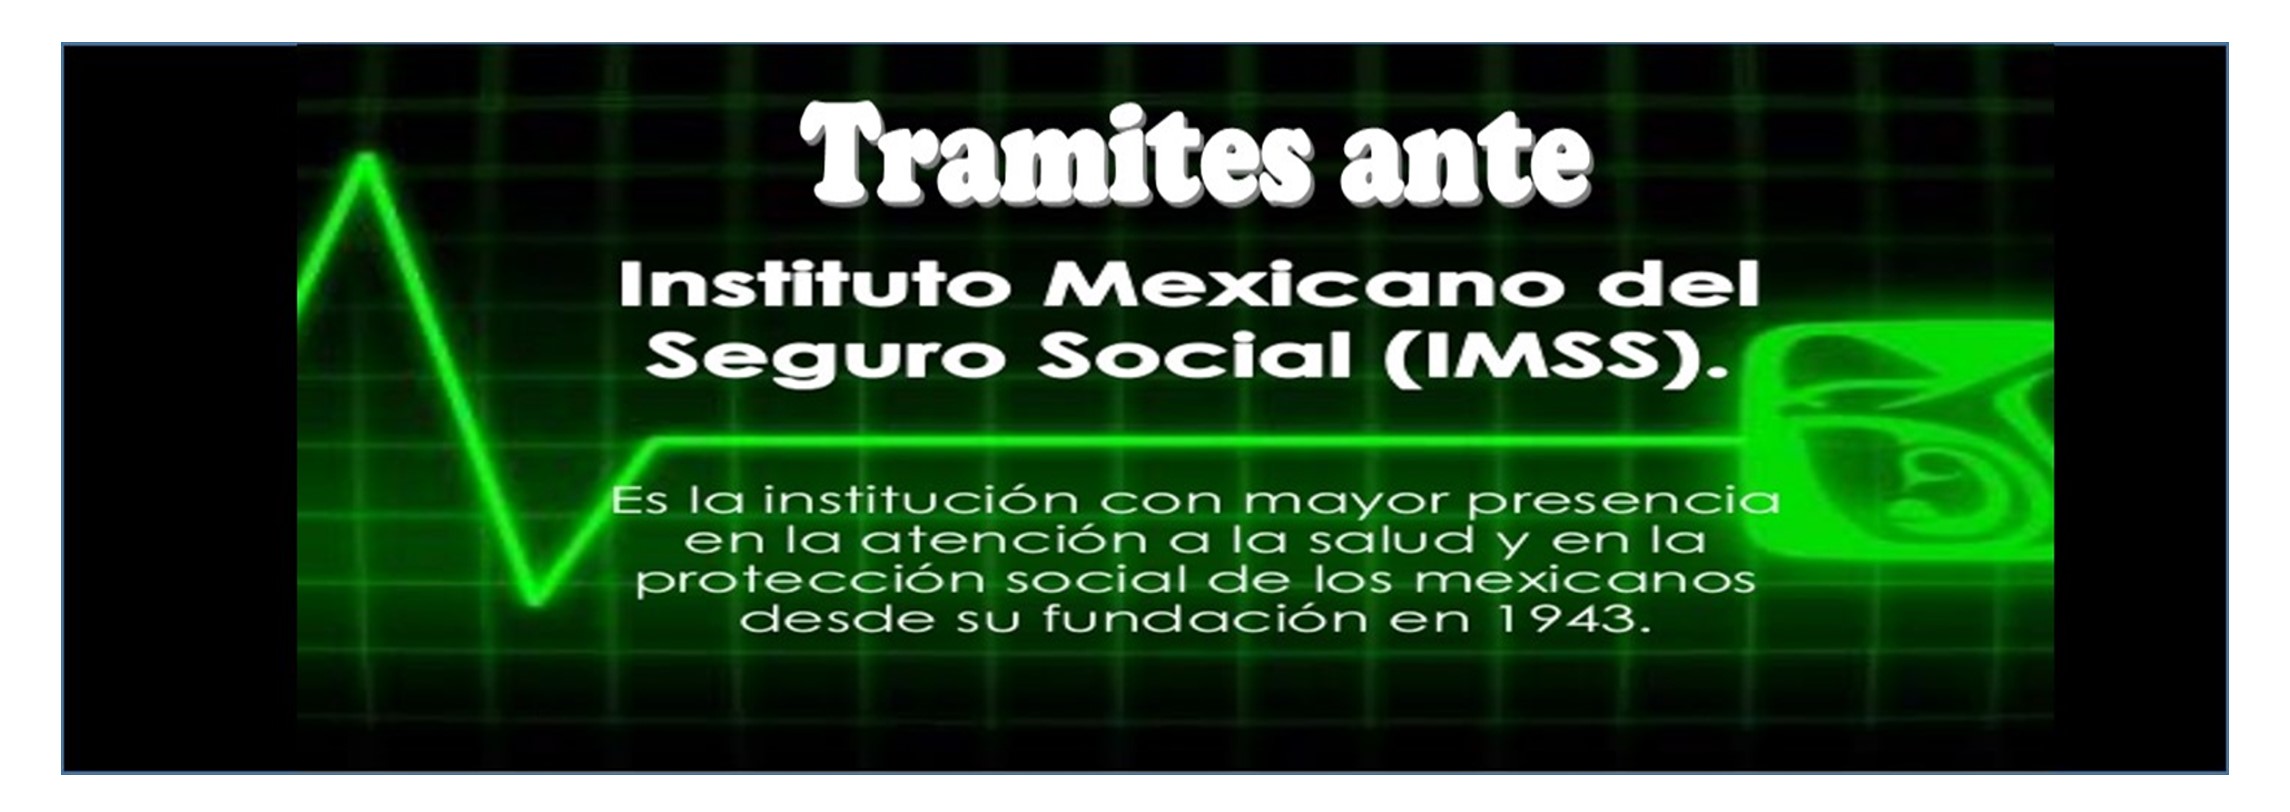 Tramites ante
Instituto Mexicano del
Seguro Social (IMSS).
Es la institución con mayor presencia
en la atención a la salud y en la
protección social de los mexicanos
desde su fundación en 1943.